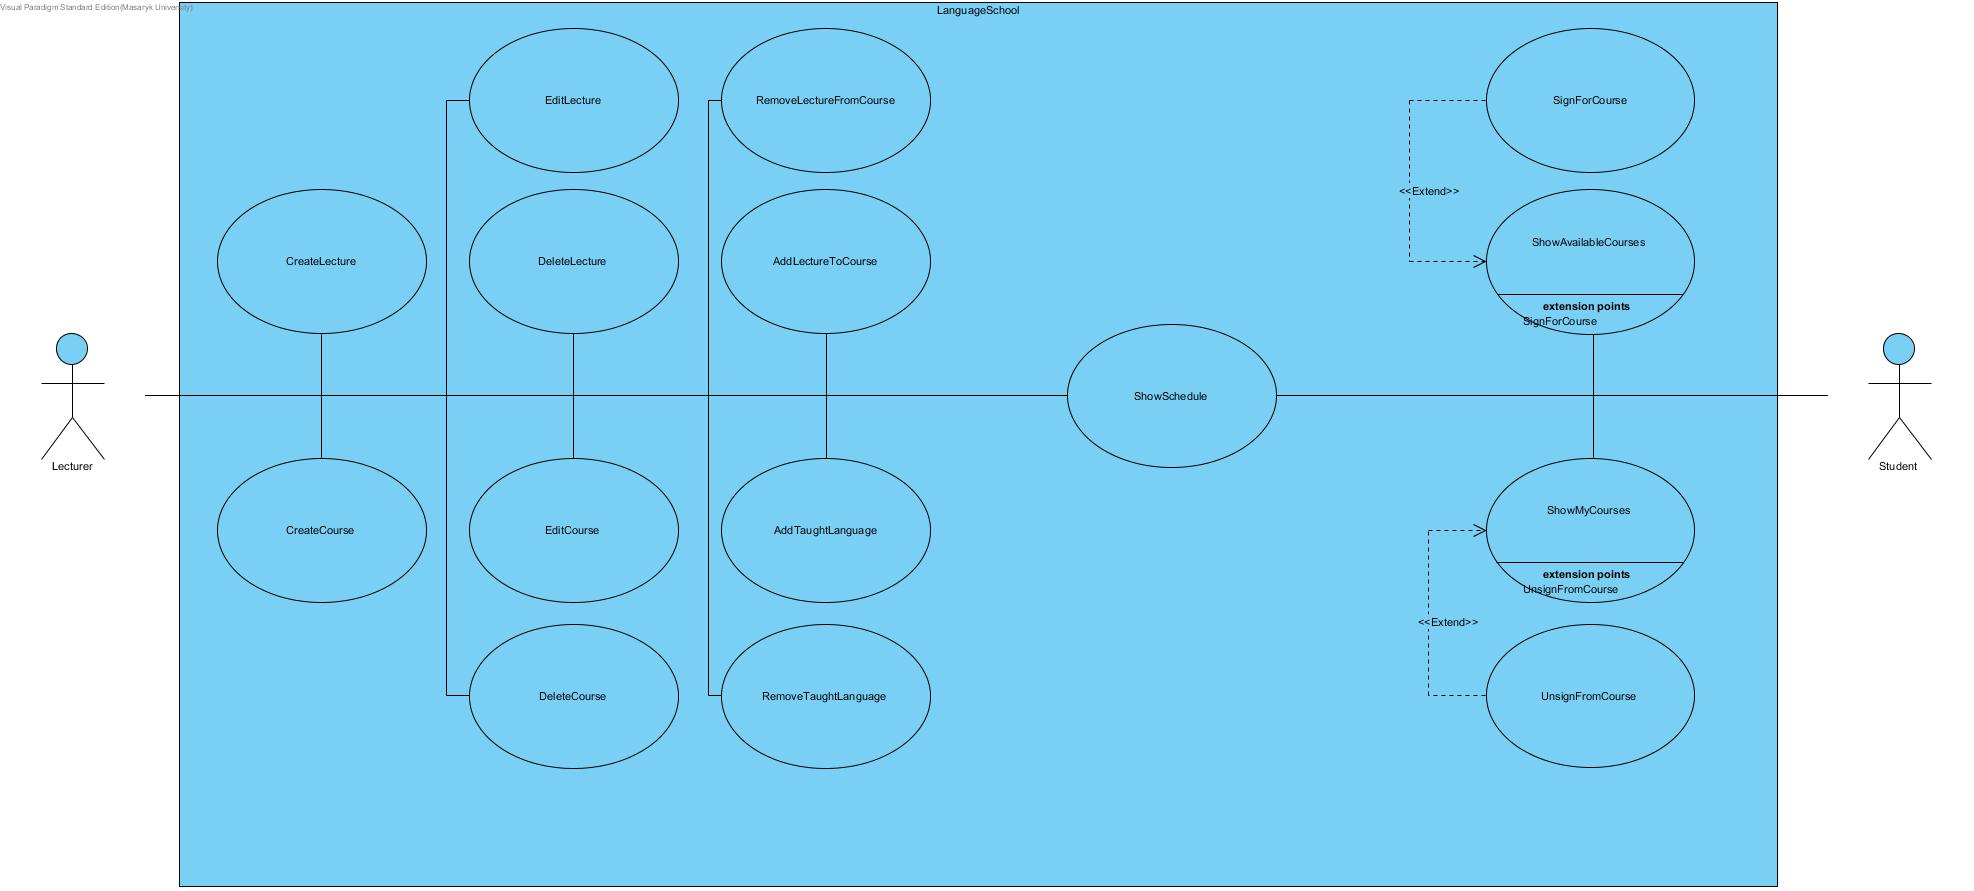 Visual Paradigm Standard Edition(Masaryk University)
LanguageSchool
EditLecture
RemoveLectureFromCourse
SignForCourse
<<Extend>>
CreateLecture
DeleteLecture
AddLectureToCourse
ShowAvailableCourses
extension points
SignForCourse
Lecturer
ShowSchedule
Student
CreateCourse
EditCourse
AddTaughtLanguage
ShowMyCourses
extension points
UnsignFromCourse
<<Extend>>
DeleteCourse
RemoveTaughtLanguage
UnsignFromCourse